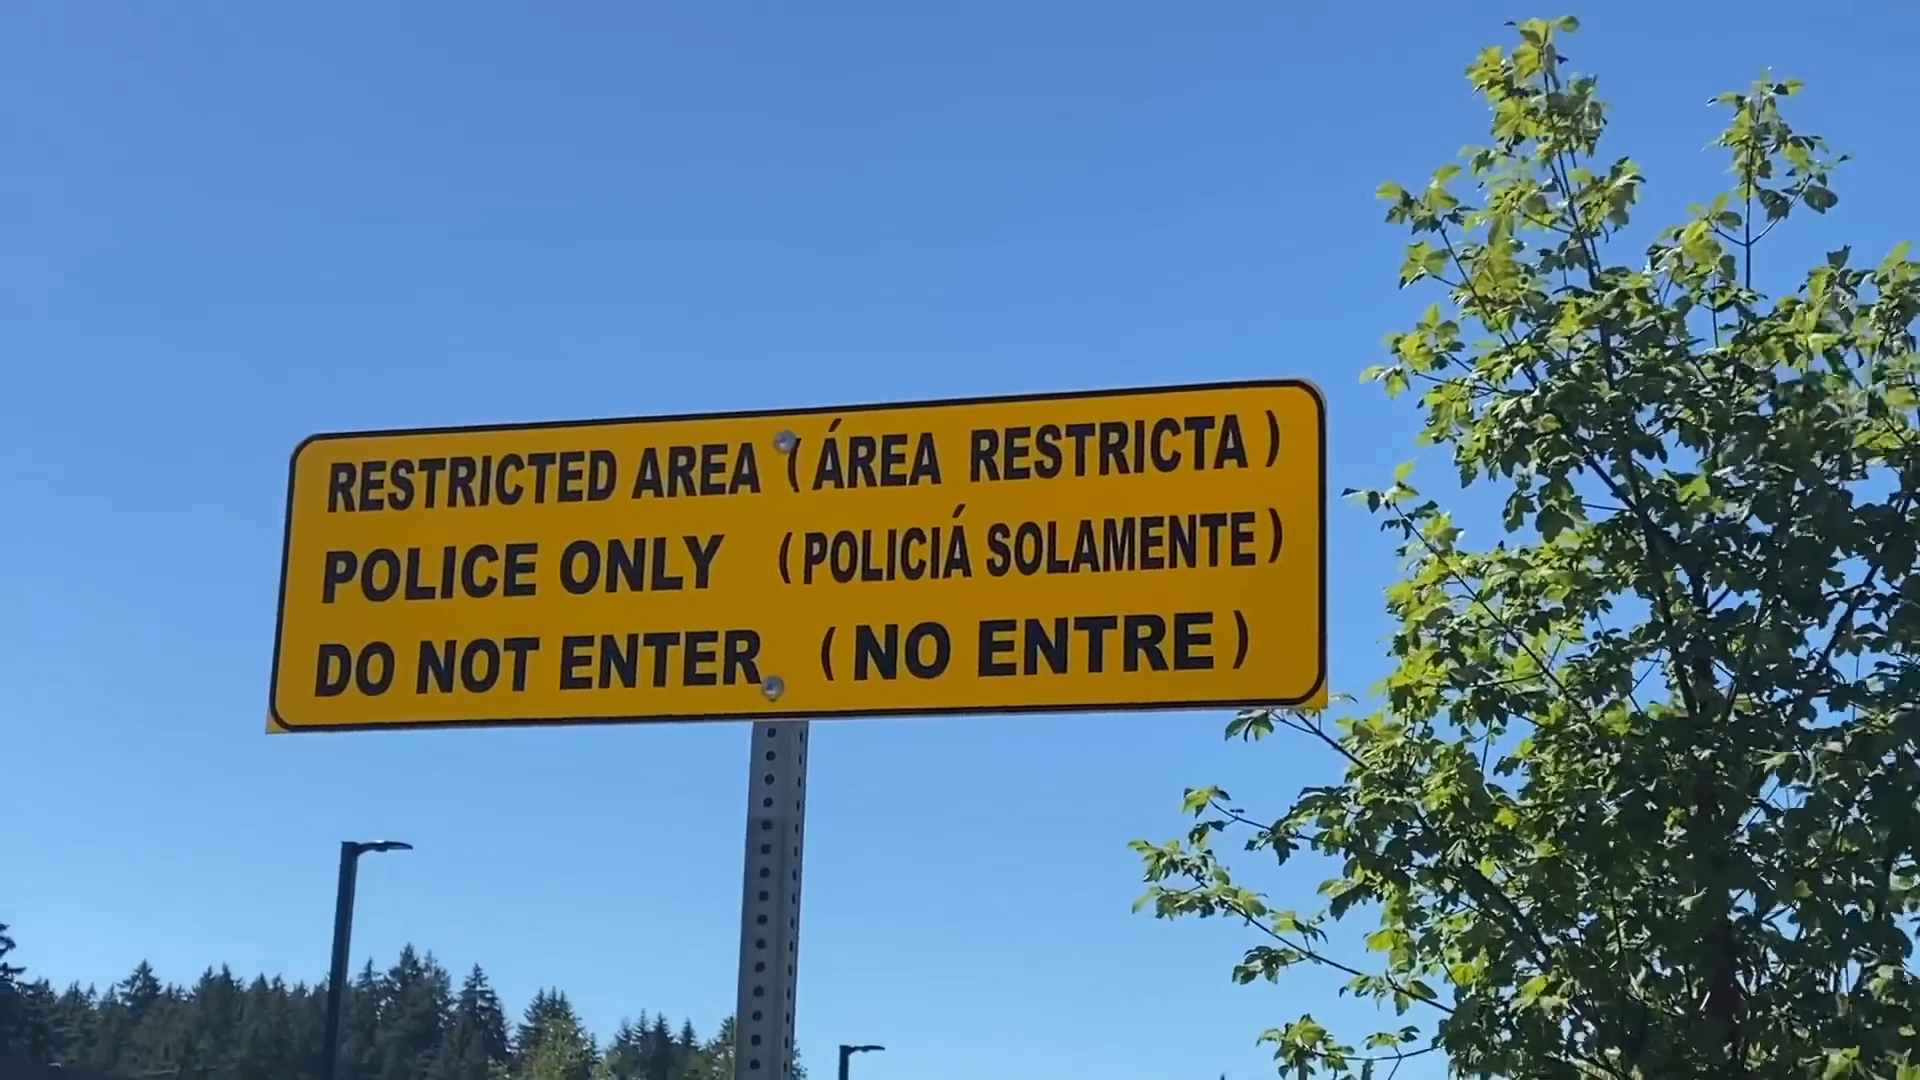 RESTRICTED AREA (ÁREA RESTRICTA)
POLICE ONLY (POLICIÁ SOLAMENTE)
DO NOT ENTER (NO ENTRE)